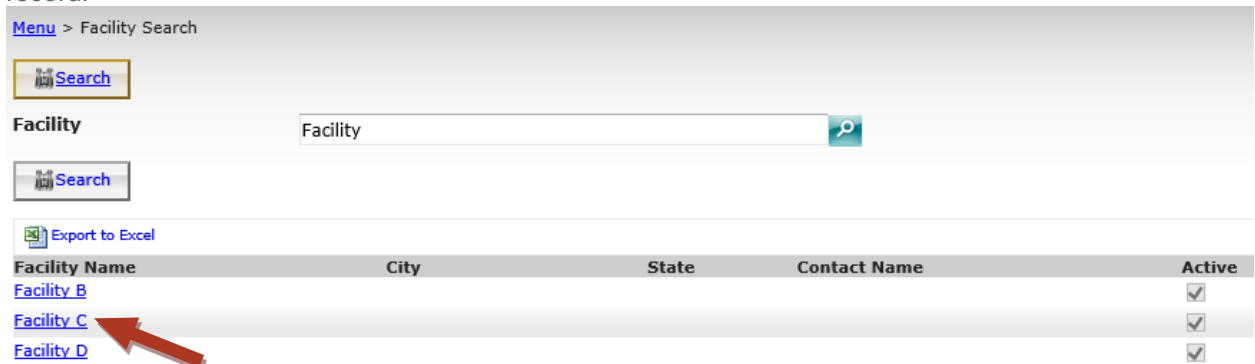 record.
Menu > Facility Search
Search
Facility Facility
Search
Export to Excel
Facility Name City State Contact Name Active
Facility B
Facility C
Facility D